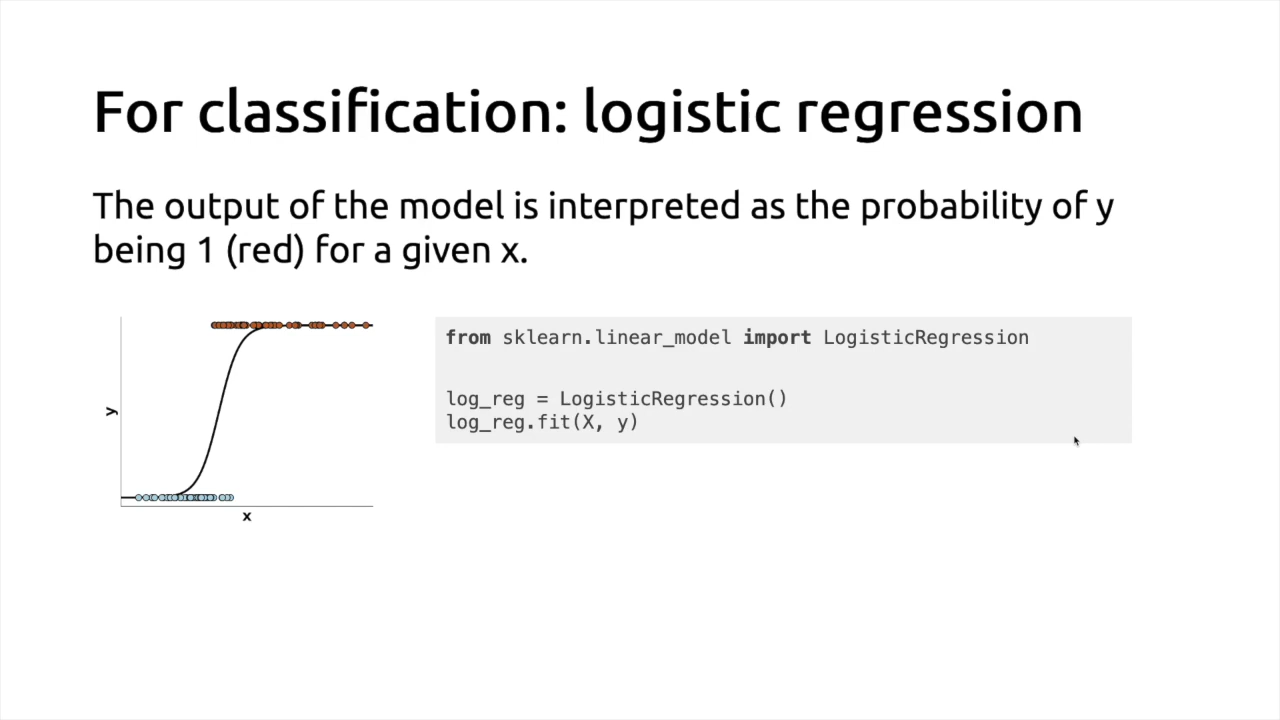 For classification: logistic regression
The output of the model is interpreted as the probability of y
being 1 (red) for a given x.
y
x
from sklearn.linear_model import LogisticRegression
log_reg = LogisticRegression()
log_reg.fit(X, y)